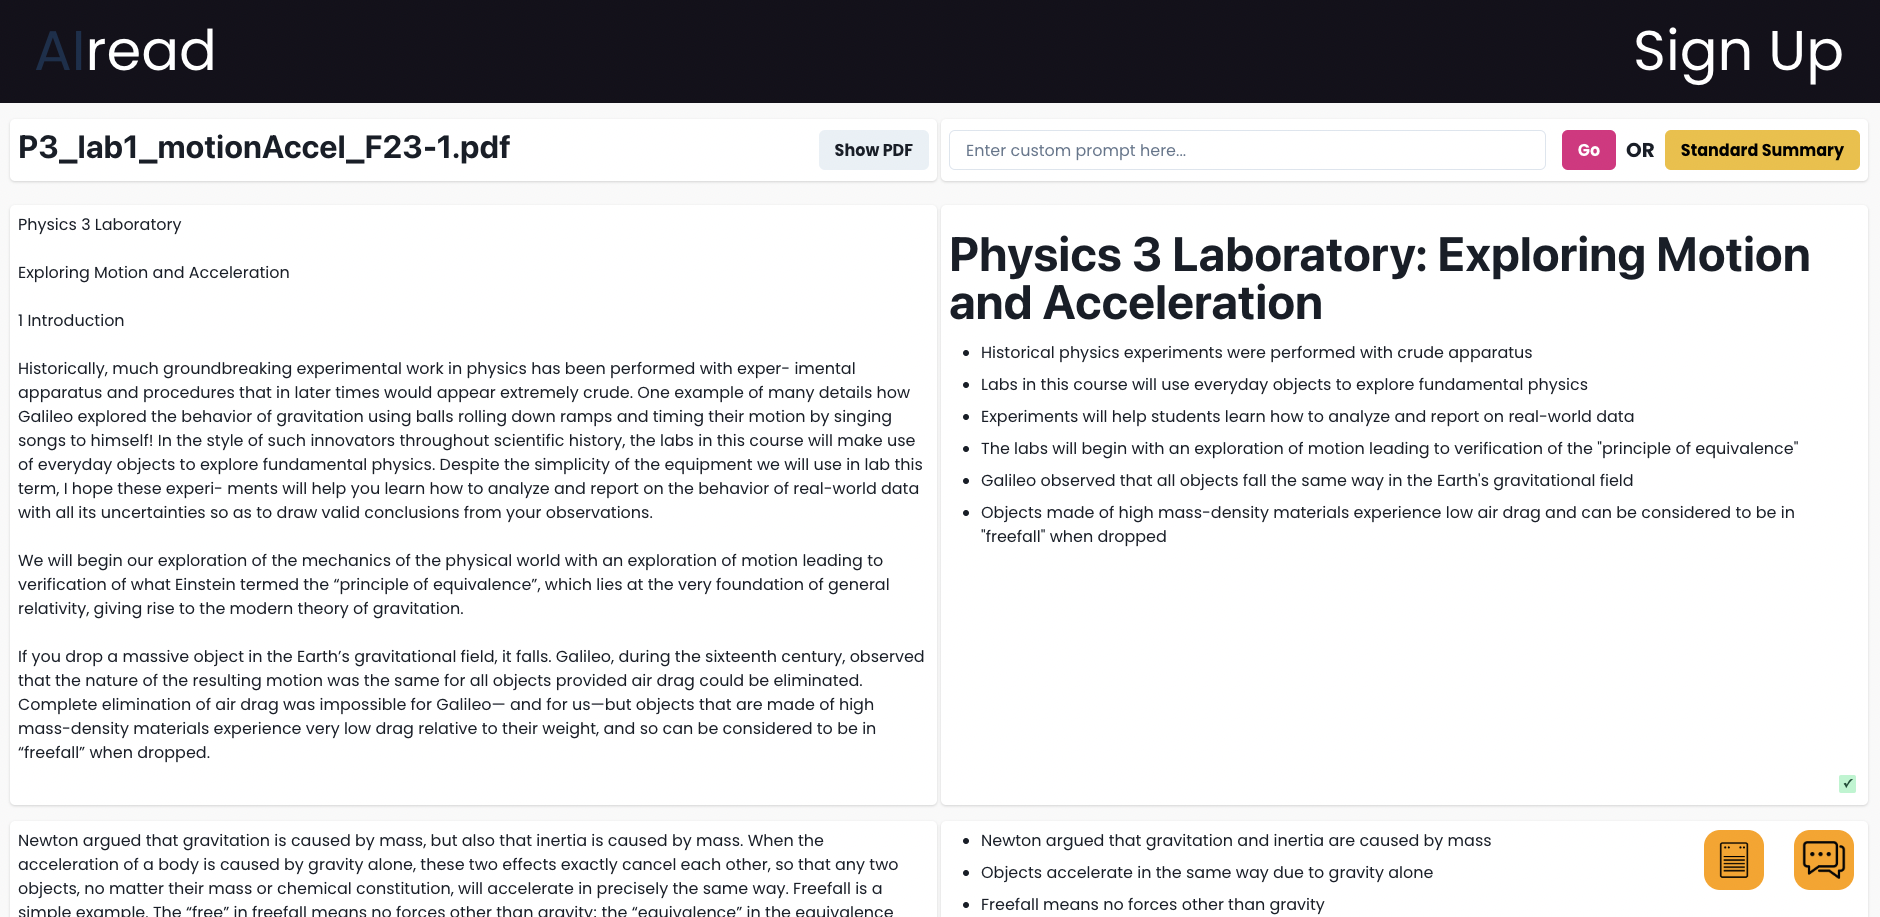 AIread
Sign Up
P3_lab1_motionAccel_F23-1.pdf
Show PDF
Enter custom prompt here...
Go
OR
Standard Summary
Physics 3 Laboratory
Exploring Motion and Acceleration
1 Introduction
Historically, much groundbreaking experimental work in physics has been performed with exper- imental
apparatus and procedures that in later times would appear extremely crude. One example of many details how
Galileo explored the behavior of gravitation using balls rolling down ramps and timing their motion by singing
songs to himself! In the style of such innovators throughout scientific history, the labs in this course will make use
of everyday objects to explore fundamental physics. Despite the simplicity of the equipment we will use in lab this
term, I hope these experi- ments will help you learn how to analyze and report on the behavior of real-world data
with all its uncertainties so as to draw valid conclusions from your observations.
We will begin our exploration of the mechanics of the physical world with an exploration of motion leading to
verification of what Einstein termed the “principle of equivalence”, which lies at the very foundation of general
relativity, giving rise to the modern theory of gravitation.
If you drop a massive object in the Earth’s gravitational field, it falls. Galileo, during the sixteenth century, observed
that the nature of the resulting motion was the same for all objects provided air drag could be eliminated.
Complete elimination of air drag was impossible for Galileo— and for us—but objects that are made of high
mass-density materials experience very low drag relative to their weight, and so can be considered to be in
“freefall” when dropped.
Physics 3 Laboratory: Exploring Motion
and Acceleration
• Historical physics experiments were performed with crude apparatus
• Labs in this course will use everyday objects to explore fundamental physics
• Experiments will help students learn how to analyze and report on real-world data
• The labs will begin with an exploration of motion leading to verification of the "principle of equivalence"
• Galileo observed that all objects fall the same way in the Earth's gravitational field
• Objects made of high mass-density materials experience low air drag and can be considered to be in
"freefall" when dropped
✓
Newton argued that gravitation is caused by mass, but also that inertia is caused by mass. When the
acceleration of a body is caused by gravity alone, these two effects exactly cancel each other, so that any two
objects, no matter their mass or chemical constitution, will accelerate in precisely the same way. Freefall is a
simple example. The “free” in freefall means no forces other than gravity; the “equivalence” in the equivalence
• Newton argued that gravitation and inertia are caused by mass
• Objects accelerate in the same way due to gravity alone
• Freefall means no forces other than gravity